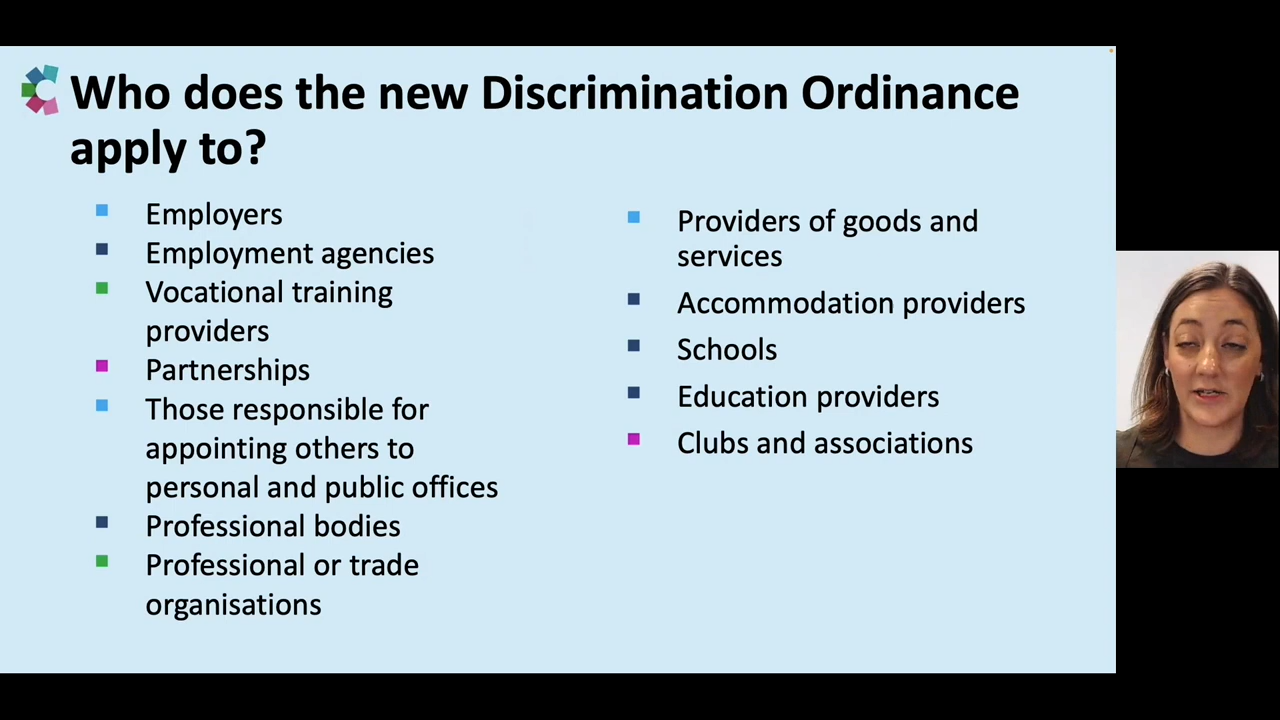 Who does the new Discrimination Ordinance
apply to?
Employers
Employment agencies
Vocational training
providers
Partnerships
Those responsible for
appointing others to
personal and public offices
Professional bodies
Professional or trade
organisations
Providers of goods and
services
Accommodation providers
Schools
Education providers
Clubs and associations